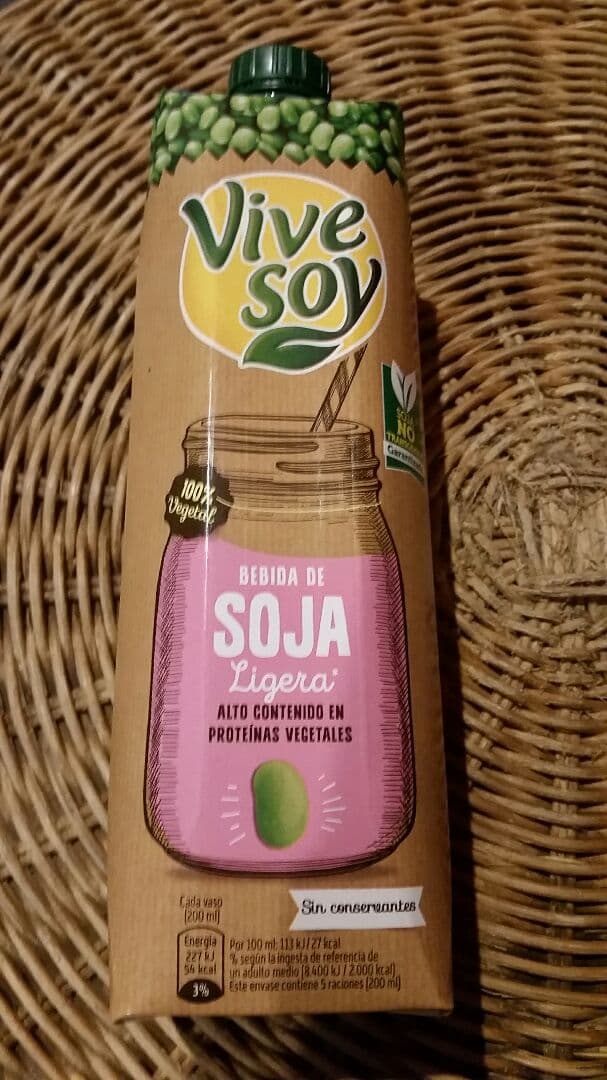 Vive
soy
SOJA
NO
100%
Vegetal
BEBIDA DE
SOJA
Ligera*
ALTO CONTENIDO EN
PROTEÍNAS VEGETALES
Sin conservantes
Cada vaso
(200 ml)
Energía
227 kJ
54 kcal
3%
Por 100 ml: 113 kJ/27 kcal
% según la ingesta de referencia de
un adulto medio (8.400 kJ / 2.000 kcal)
Este envase contiene 5 raciones (200 ml)